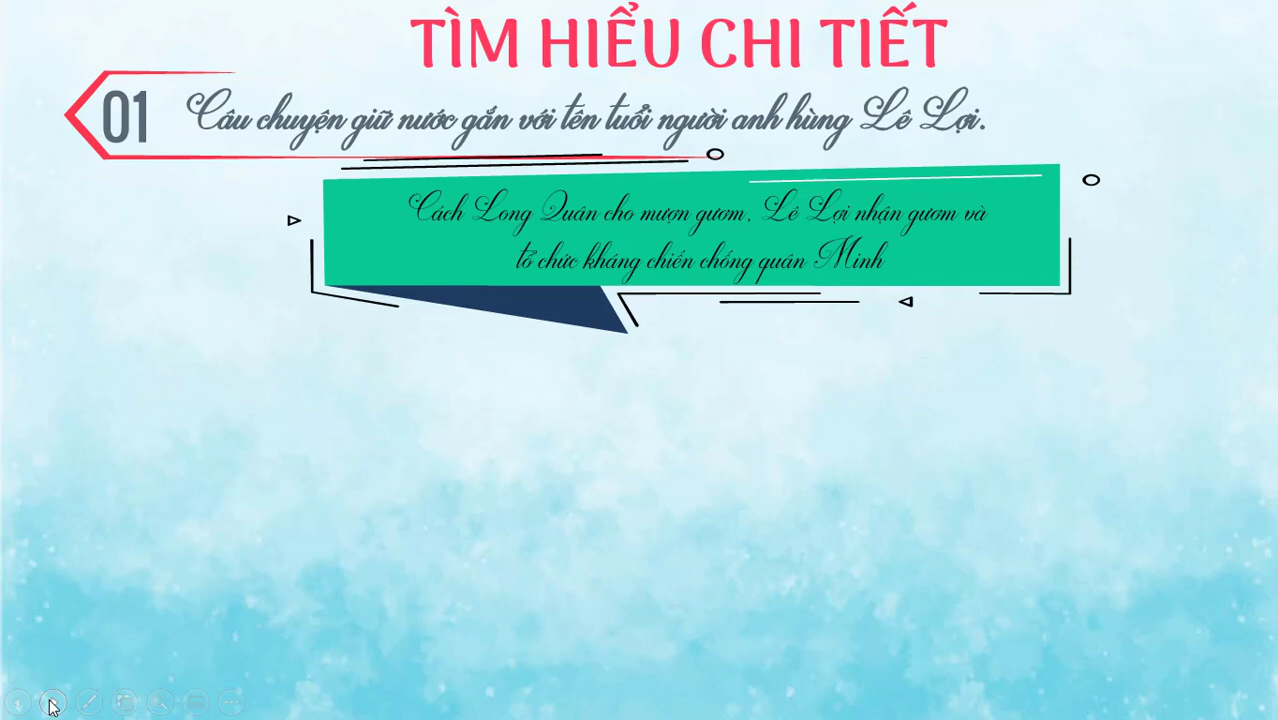 TÌM HIỂU CHI TIẾT
01 Câu chuyện giữ nước gắn với tên tuổi người anh hùng Lê Lợi.
Cách Long Quân cho mượn gươm, Lê Lợi nhận gươm và
tổ chức kháng chiến chống quân Minh